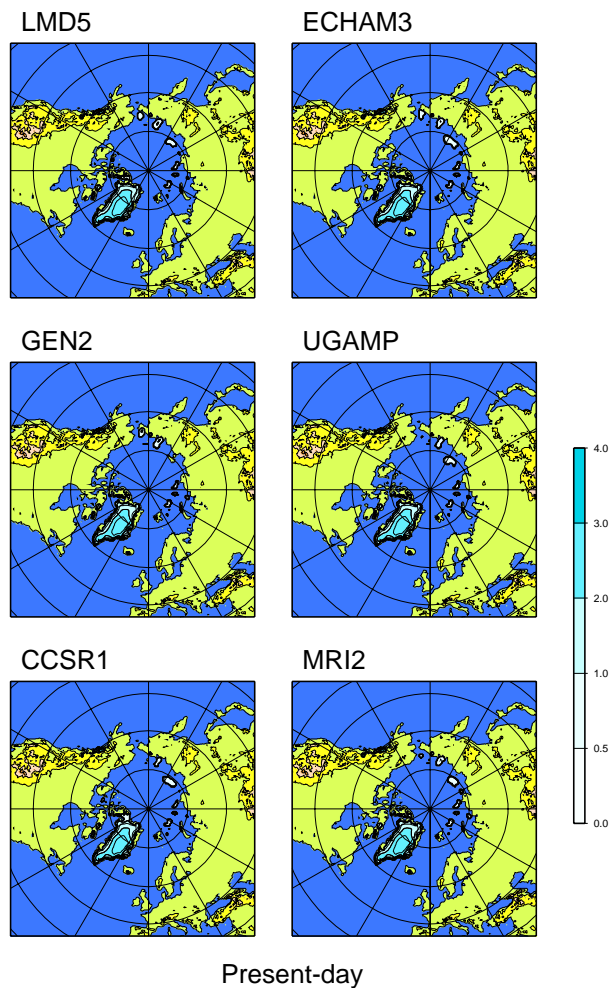 LMD5
ECHAM3
GEN2
UGAMP
4.0
3.0
2.0
1.0
0.5
0.0
CCSR1
MRI2
Present-day